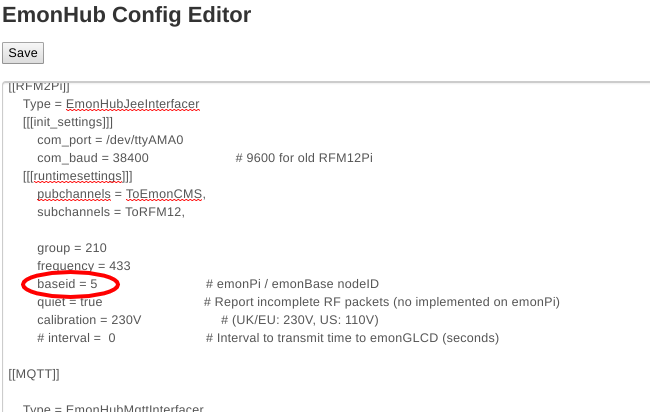 EmonHub Config Editor
Save
[[RFM2Pi]]
Type = EmonHubJeeInterfacer
[[[init_settings]]]
com_port = /dev/ttyAMA0
com_baud = 38400 # 9600 for old RFM12Pi
[[[runtimesettings]]]
pubchannels = ToEmonCMS,
subchannels = ToRFM12,
group = 210
frequency = 433
baseid = 5 # emonPi / emonBase nodeID
quiet = true # Report incomplete RF packets (no implemented on emonPi)
calibration = 230V # (UK/EU: 230V, US: 110V)
# interval = 0 # Interval to transmit time to emonGLCD (seconds)
[[MQTT]]
Type = EmonHubMqttInterfacer